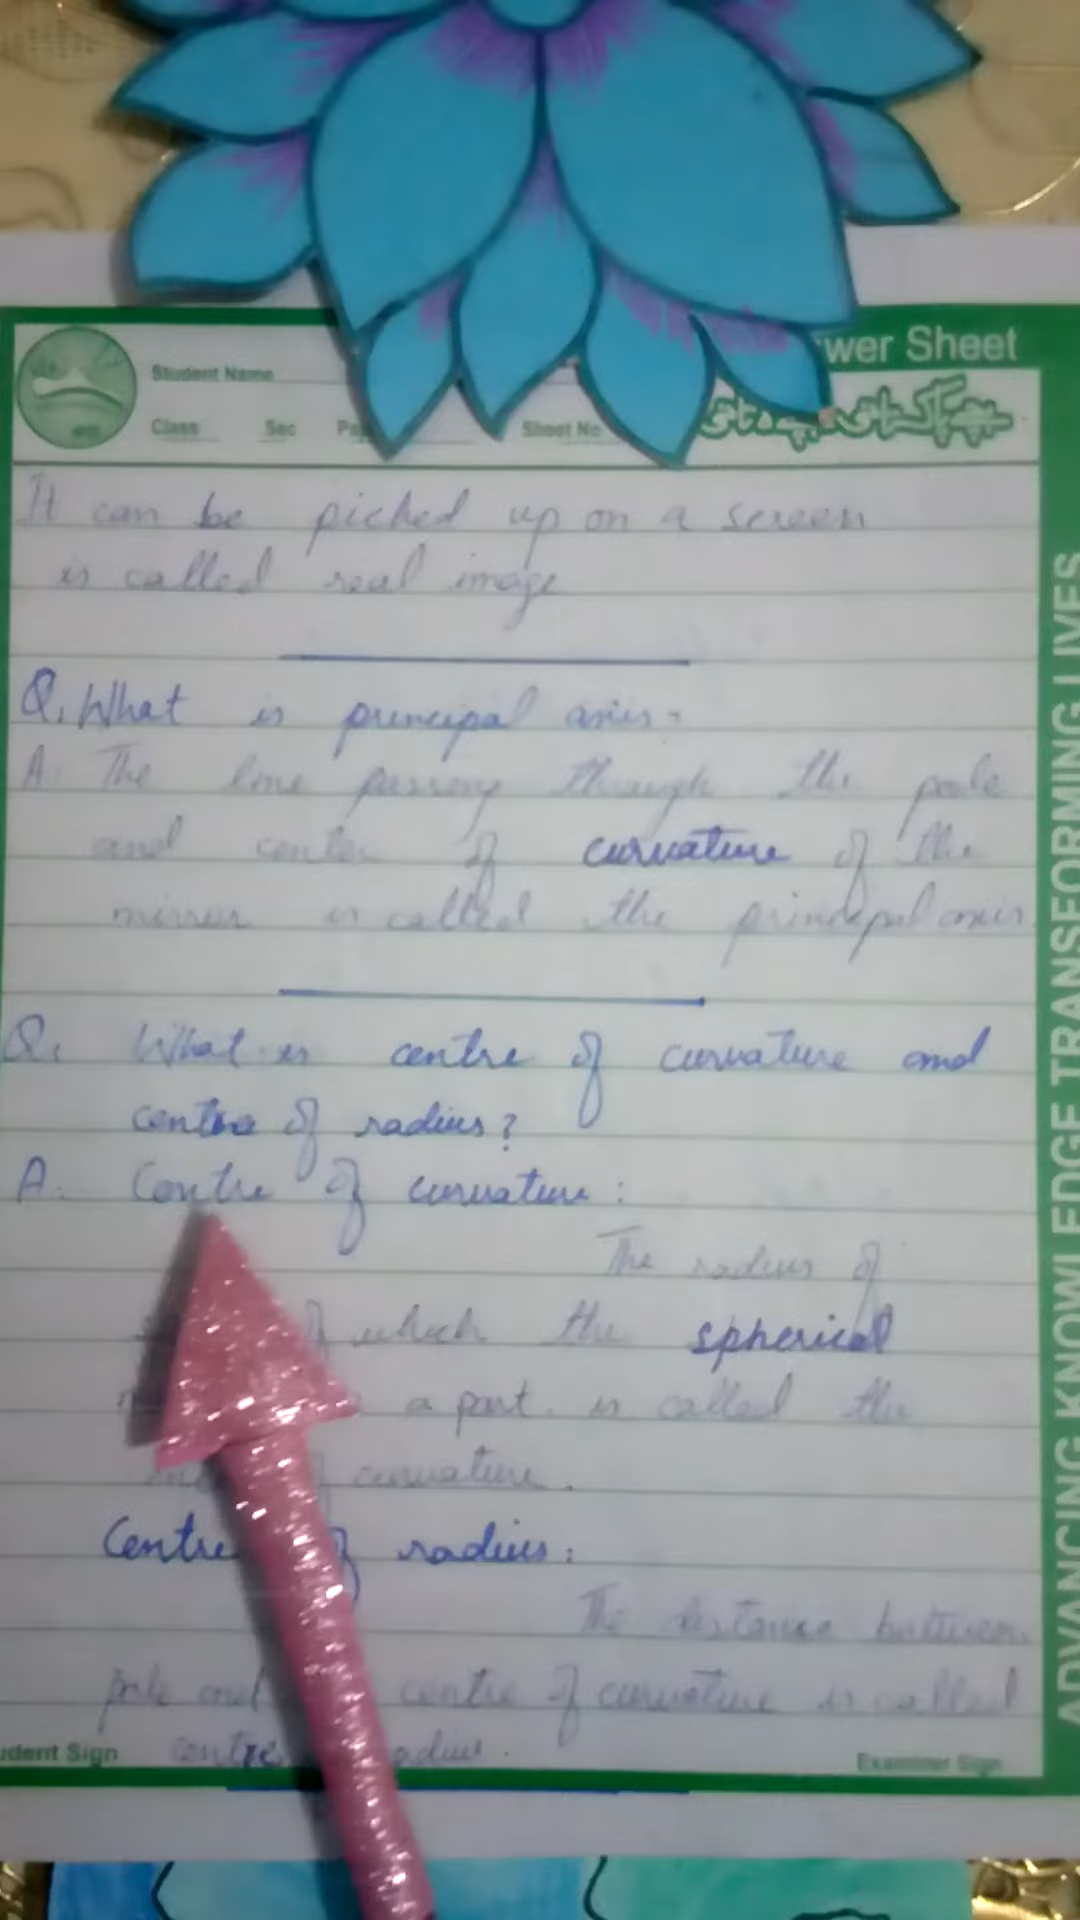 wer Sheet
Student Name
Class Sec Sheet No
It can be picked up on a screen
is called real image
Q. What is principal axis.
A. The line passing through the pole
and center of curvature of the
mirror is called the principal axis.
Q. What is centre of curvature and
centre of radius?
A. Centre of curvature:
The radius of
which the spherical
a part is called the
curvature.
Centre of radius:
The distance between
pole and centre of curvature is called
centre adius.
dent Sign Examiner Sign
ADVANCING KNOWLEDGE TRANSFORMING LIVES